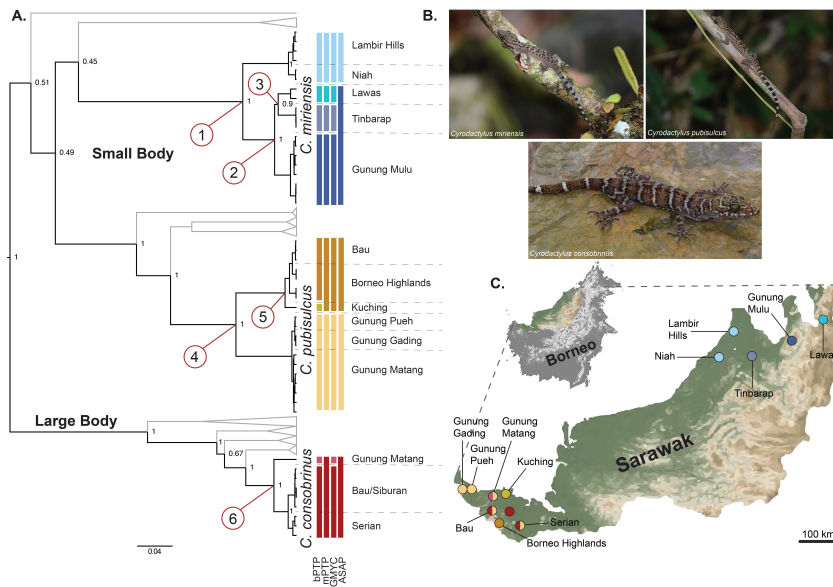 A.
0.51
0.45
3
0.9
1
1
1
1
2
0.49
Small Body
C. miriensis
Lambir Hills
Niah
Lawas
Tinbarap
Gunung Mulu
1
1
1
1
5
1
4
C. pubisulcus
Bau
Borneo Highlands
Kuching
Gunung Pueh
Gunung Gading
Gunung Matang
Large Body
1
1
0.67
1
1
6
C. consobrinus
Gunung Matang
Bau/Siburan
Serian
0.04
bPTP
mPTP
GMYC
ASAP
B.
Cyrodactylus miriensis
Cyrodactylus pubisulcus
Cyrodactylus consobrinus
C.
Borneo
Gunung
Mulu
Lambir
Hills
Niah
Lawa
Tinbarap
Sarawak
Gunung
Gading
Gunung
Matang
Gunung
Pueh
Kuching
Bau
Serian
Borneo Highlands
100 km